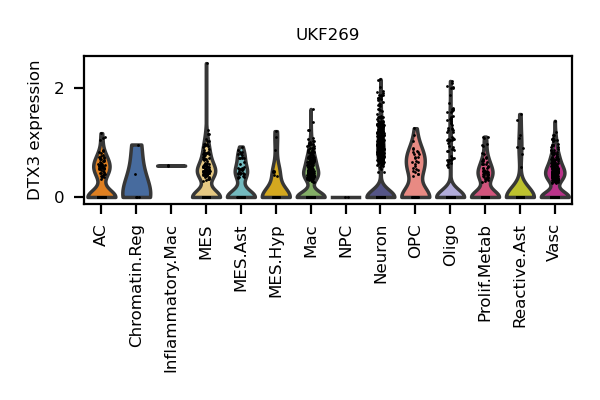 UKF269
DTX3 expression
2
0
AC
Chromatin.Reg
Inflammatory.Mac
MES
MES.Ast
MES.Hyp
Mac
NPC
Neuron
OPC
Oligo
Prolif.Metab
Reactive.Ast
Vasc